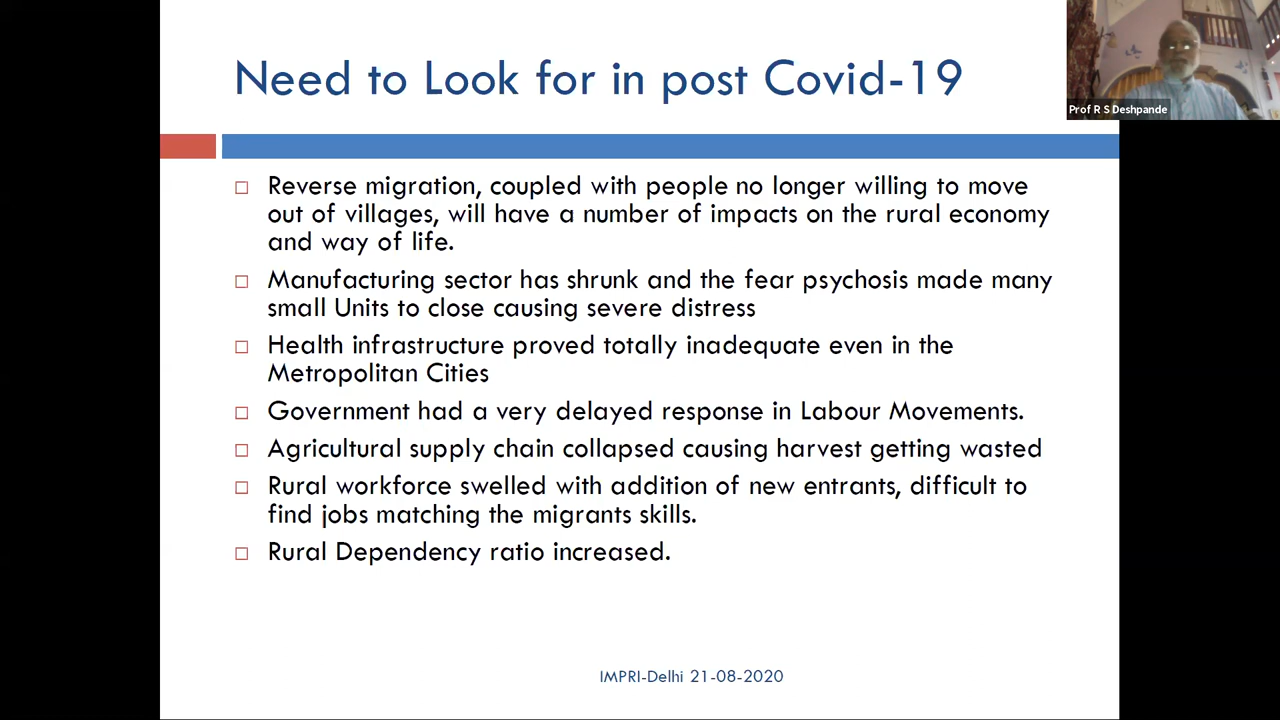 Need to Look for in post Covid-19
Prof R S Deshpande
Reverse migration, coupled with people no longer willing to move
out of villages, will have a number of impacts on the rural economy
and way of life.
Manufacturing sector has shrunk and the fear psychosis made many
small Units to close causing severe distress
Health infrastructure proved totally inadequate even in the
Metropolitan Cities
Government had a very delayed response in Labour Movements.
Agricultural supply chain collapsed causing harvest getting wasted
Rural workforce swelled with addition of new entrants, difficult to
find jobs matching the migrants skills.
Rural Dependency ratio increased.
IMPRI-Delhi 21-08-2020